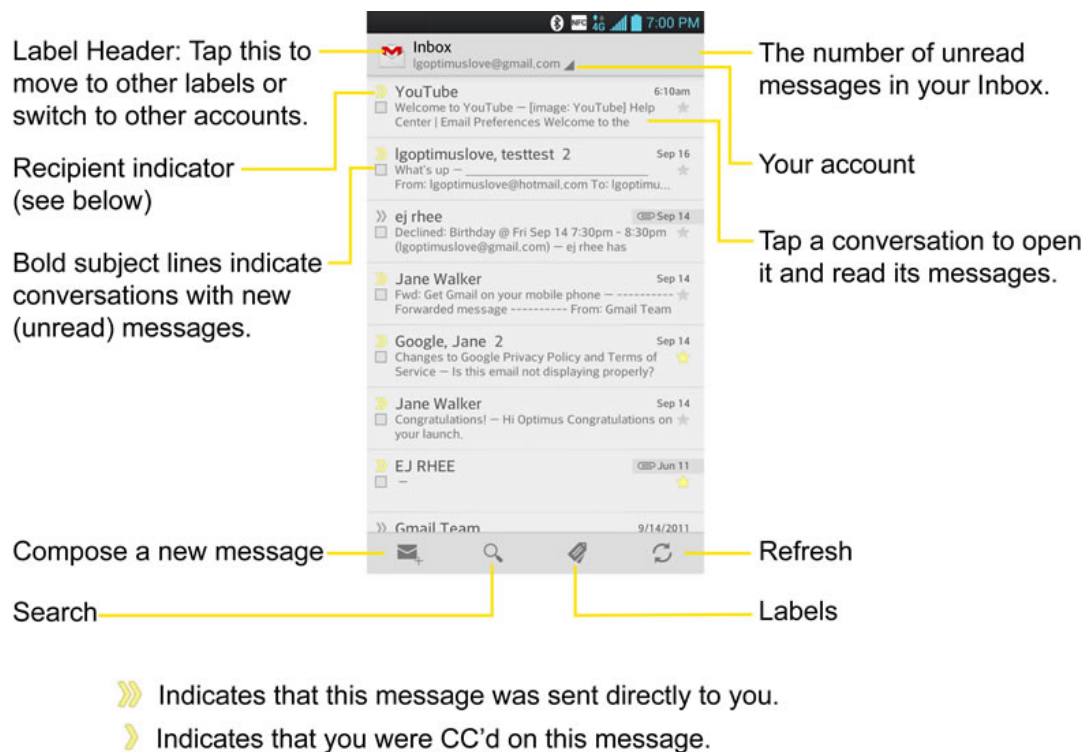 NFC 4G 7:00 PM
Label Header: Tap this to
move to other labels or
switch to other accounts.
Recipient indicator
(see below)
Bold subject lines indicate
conversations with new
(unread) messages.
Inbox
lgoptimuslove@gmail.com
YouTube 6:10am
Welcome to YouTube – [image: YouTube] Help
Center | Email Preferences Welcome to the
lgoptimuslove, testtest 2 Sep 16
What's up – ____________________
From: lgoptimuslove@hotmail.com To: lgoptimu...
ej rhee Sep 14
Declined: Birthday @ Fri Sep 14 7:30pm - 8:30pm
(lgoptimuslove@gmail.com) – ej rhee has
Jane Walker Sep 14
Fwd: Get Gmail on your mobile phone – ----------
Forwarded message ---------- From: Gmail Team
Google, Jane 2 Sep 14
Changes to Google Privacy Policy and Terms of
Service – Is this email not displaying properly?
Jane Walker Sep 14
Congratulations! – Hi Optimus Congratulations on
your launch.
EJ RHEE Jun 11
–
Gmail Team 9/14/2011
The number of unread
messages in your Inbox.
Your account
Tap a conversation to open
it and read its messages.
Compose a new message
Refresh
Search
Labels
Indicates that this message was sent directly to you.
Indicates that you were CC'd on this message.